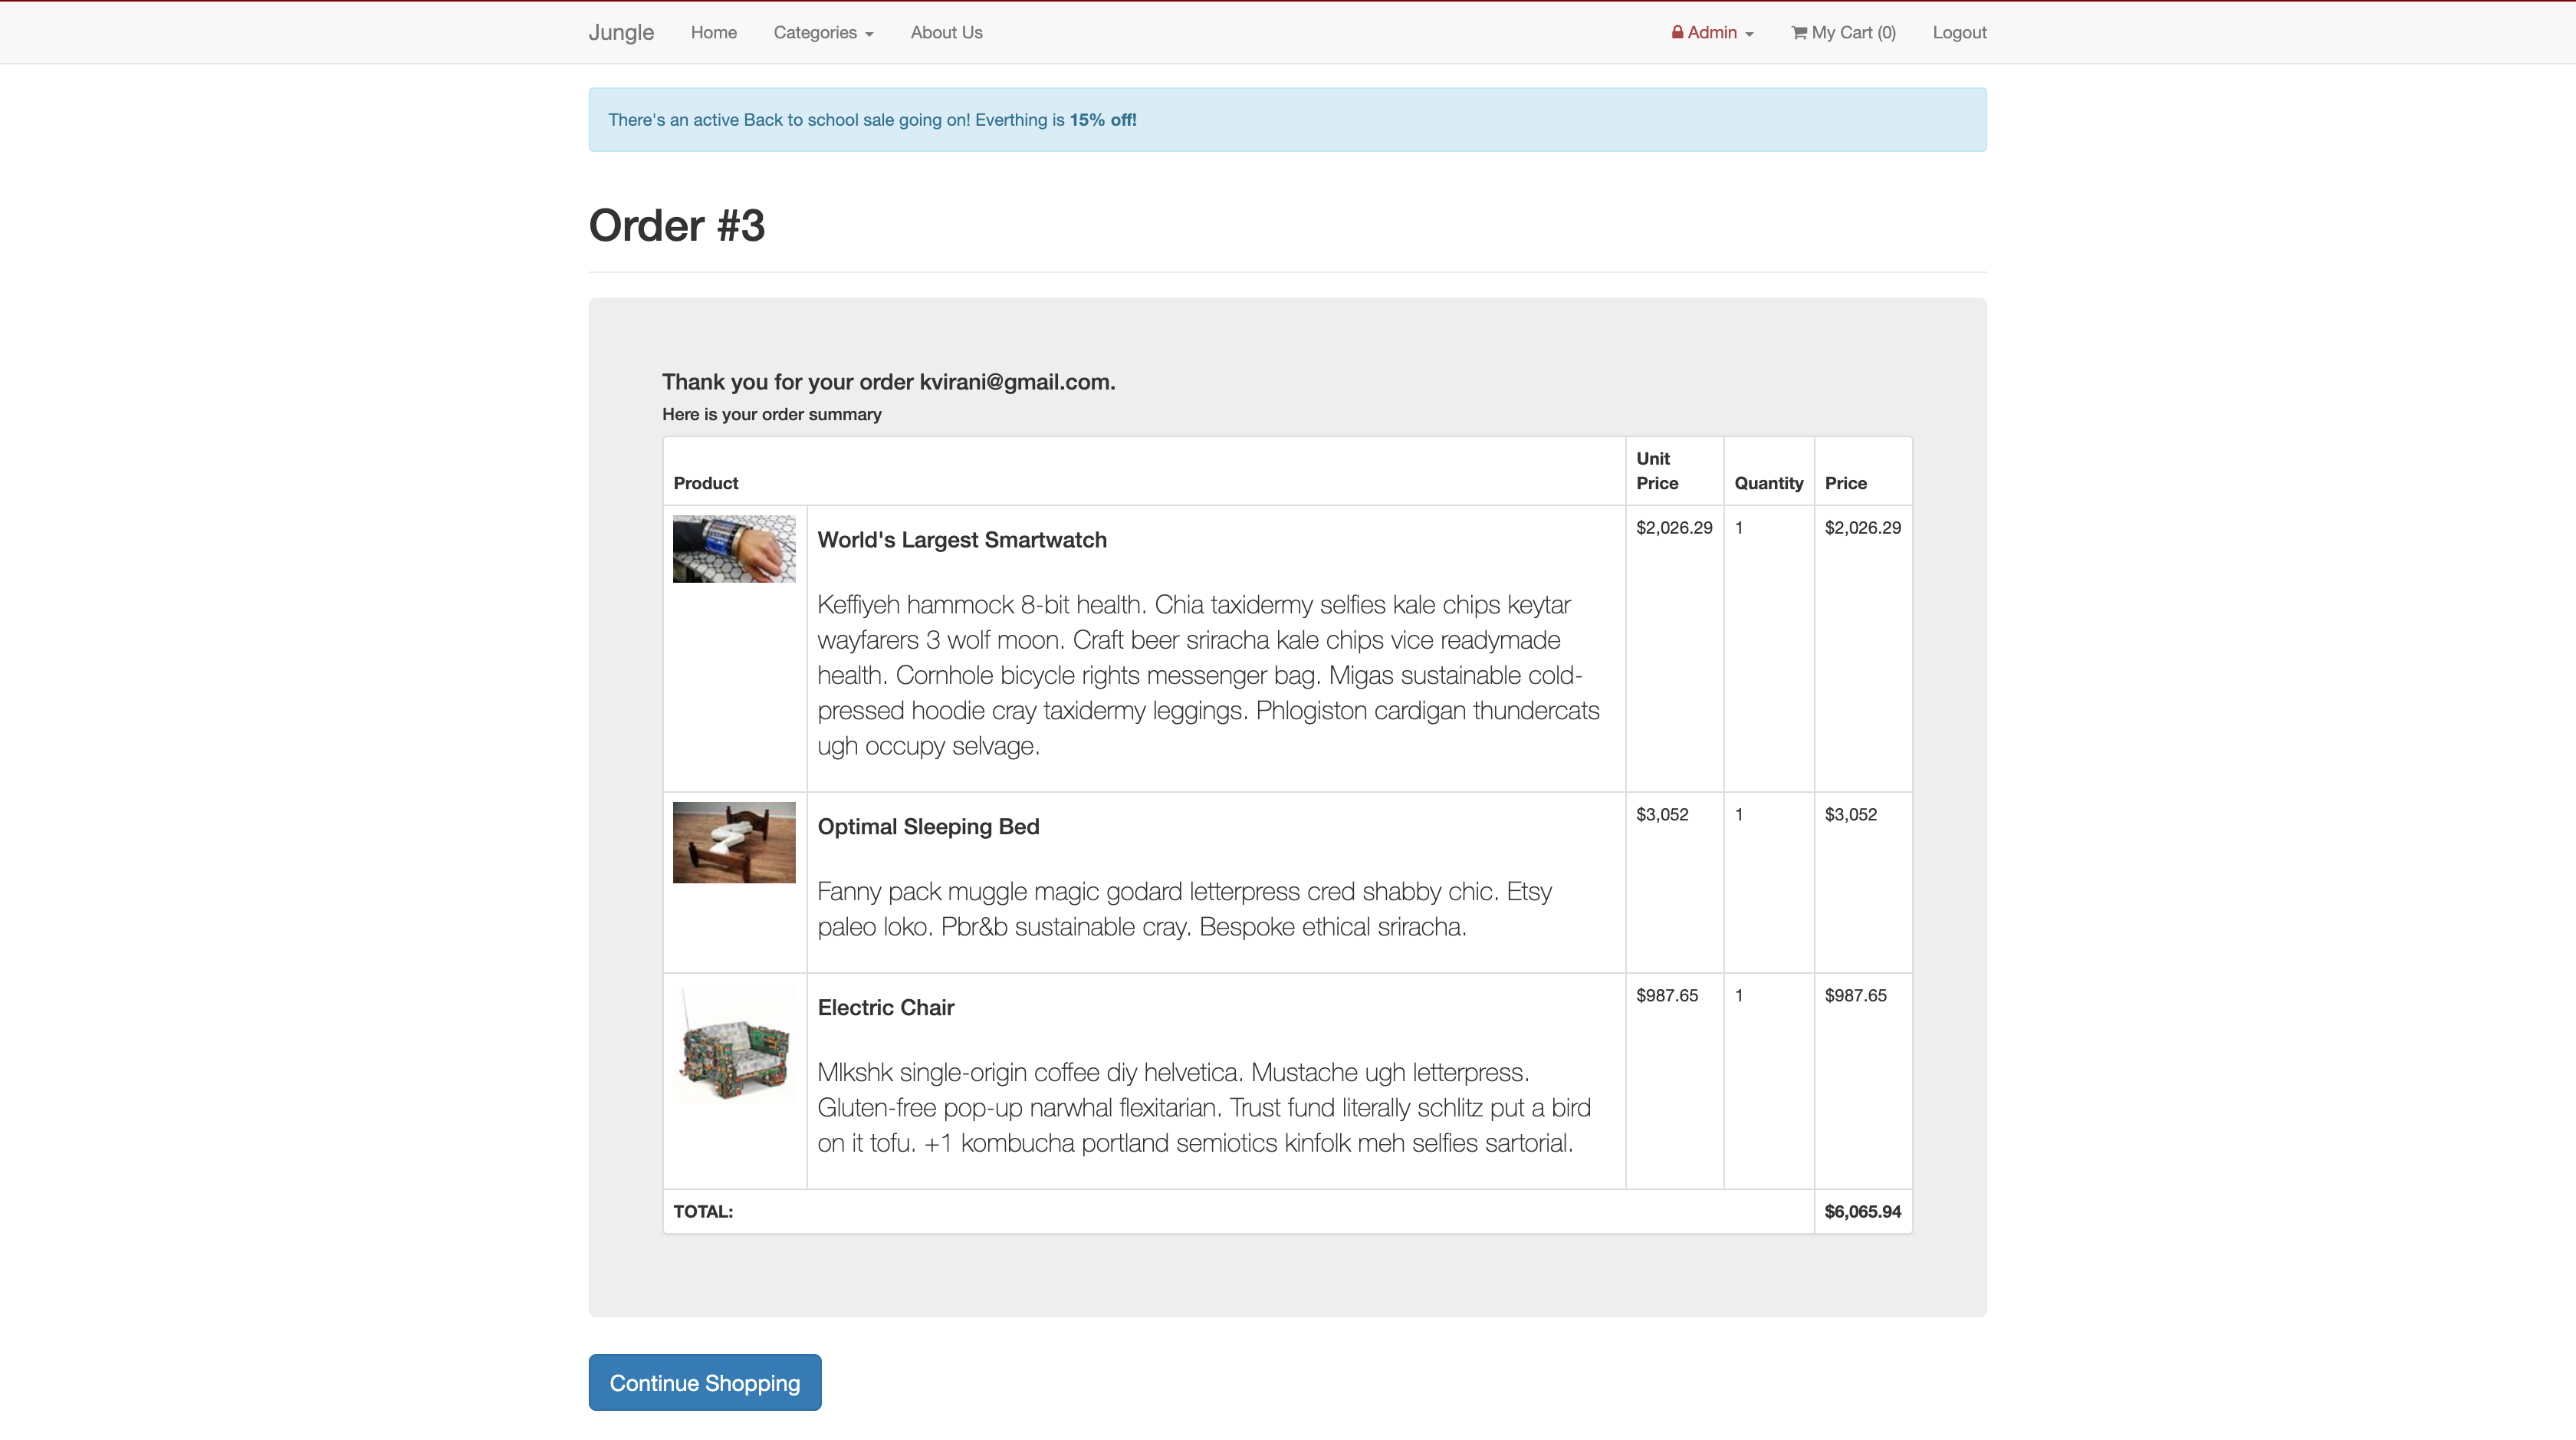 Jungle Home Categories About Us Admin My Cart (0) Logout
There's an active Back to school sale going on! Everthing is 15% off!
Order #3
Thank you for your order kvirani@gmail.com.
Here is your order summary
Product Unit Price Quantity Price
World's Largest Smartwatch $2,026.29 1 $2,026.29
Keffiyeh hammock 8-bit health. Chia taxidermy selfies kale chips keytar
wayfarers 3 wolf moon. Craft beer sriracha kale chips vice readymade
health. Cornhole bicycle rights messenger bag. Migas sustainable cold-
pressed hoodie cray taxidermy leggings. Phlogiston cardigan thundercats
ugh occupy selvage.
Optimal Sleeping Bed $3,052 1 $3,052
Fanny pack muggle magic godard letterpress cred shabby chic. Etsy
paleo loko. Pbr&b sustainable cray. Bespoke ethical sriracha.
Electric Chair $987.65 1 $987.65
Mlkshk single-origin coffee diy helvetica. Mustache ugh letterpress.
Gluten-free pop-up narwhal flexitarian. Trust fund literally schlitz put a bird
on it tofu. +1 kombucha portland semiotics kinfolk meh selfies sartorial.
TOTAL: $6,065.94
Continue Shopping